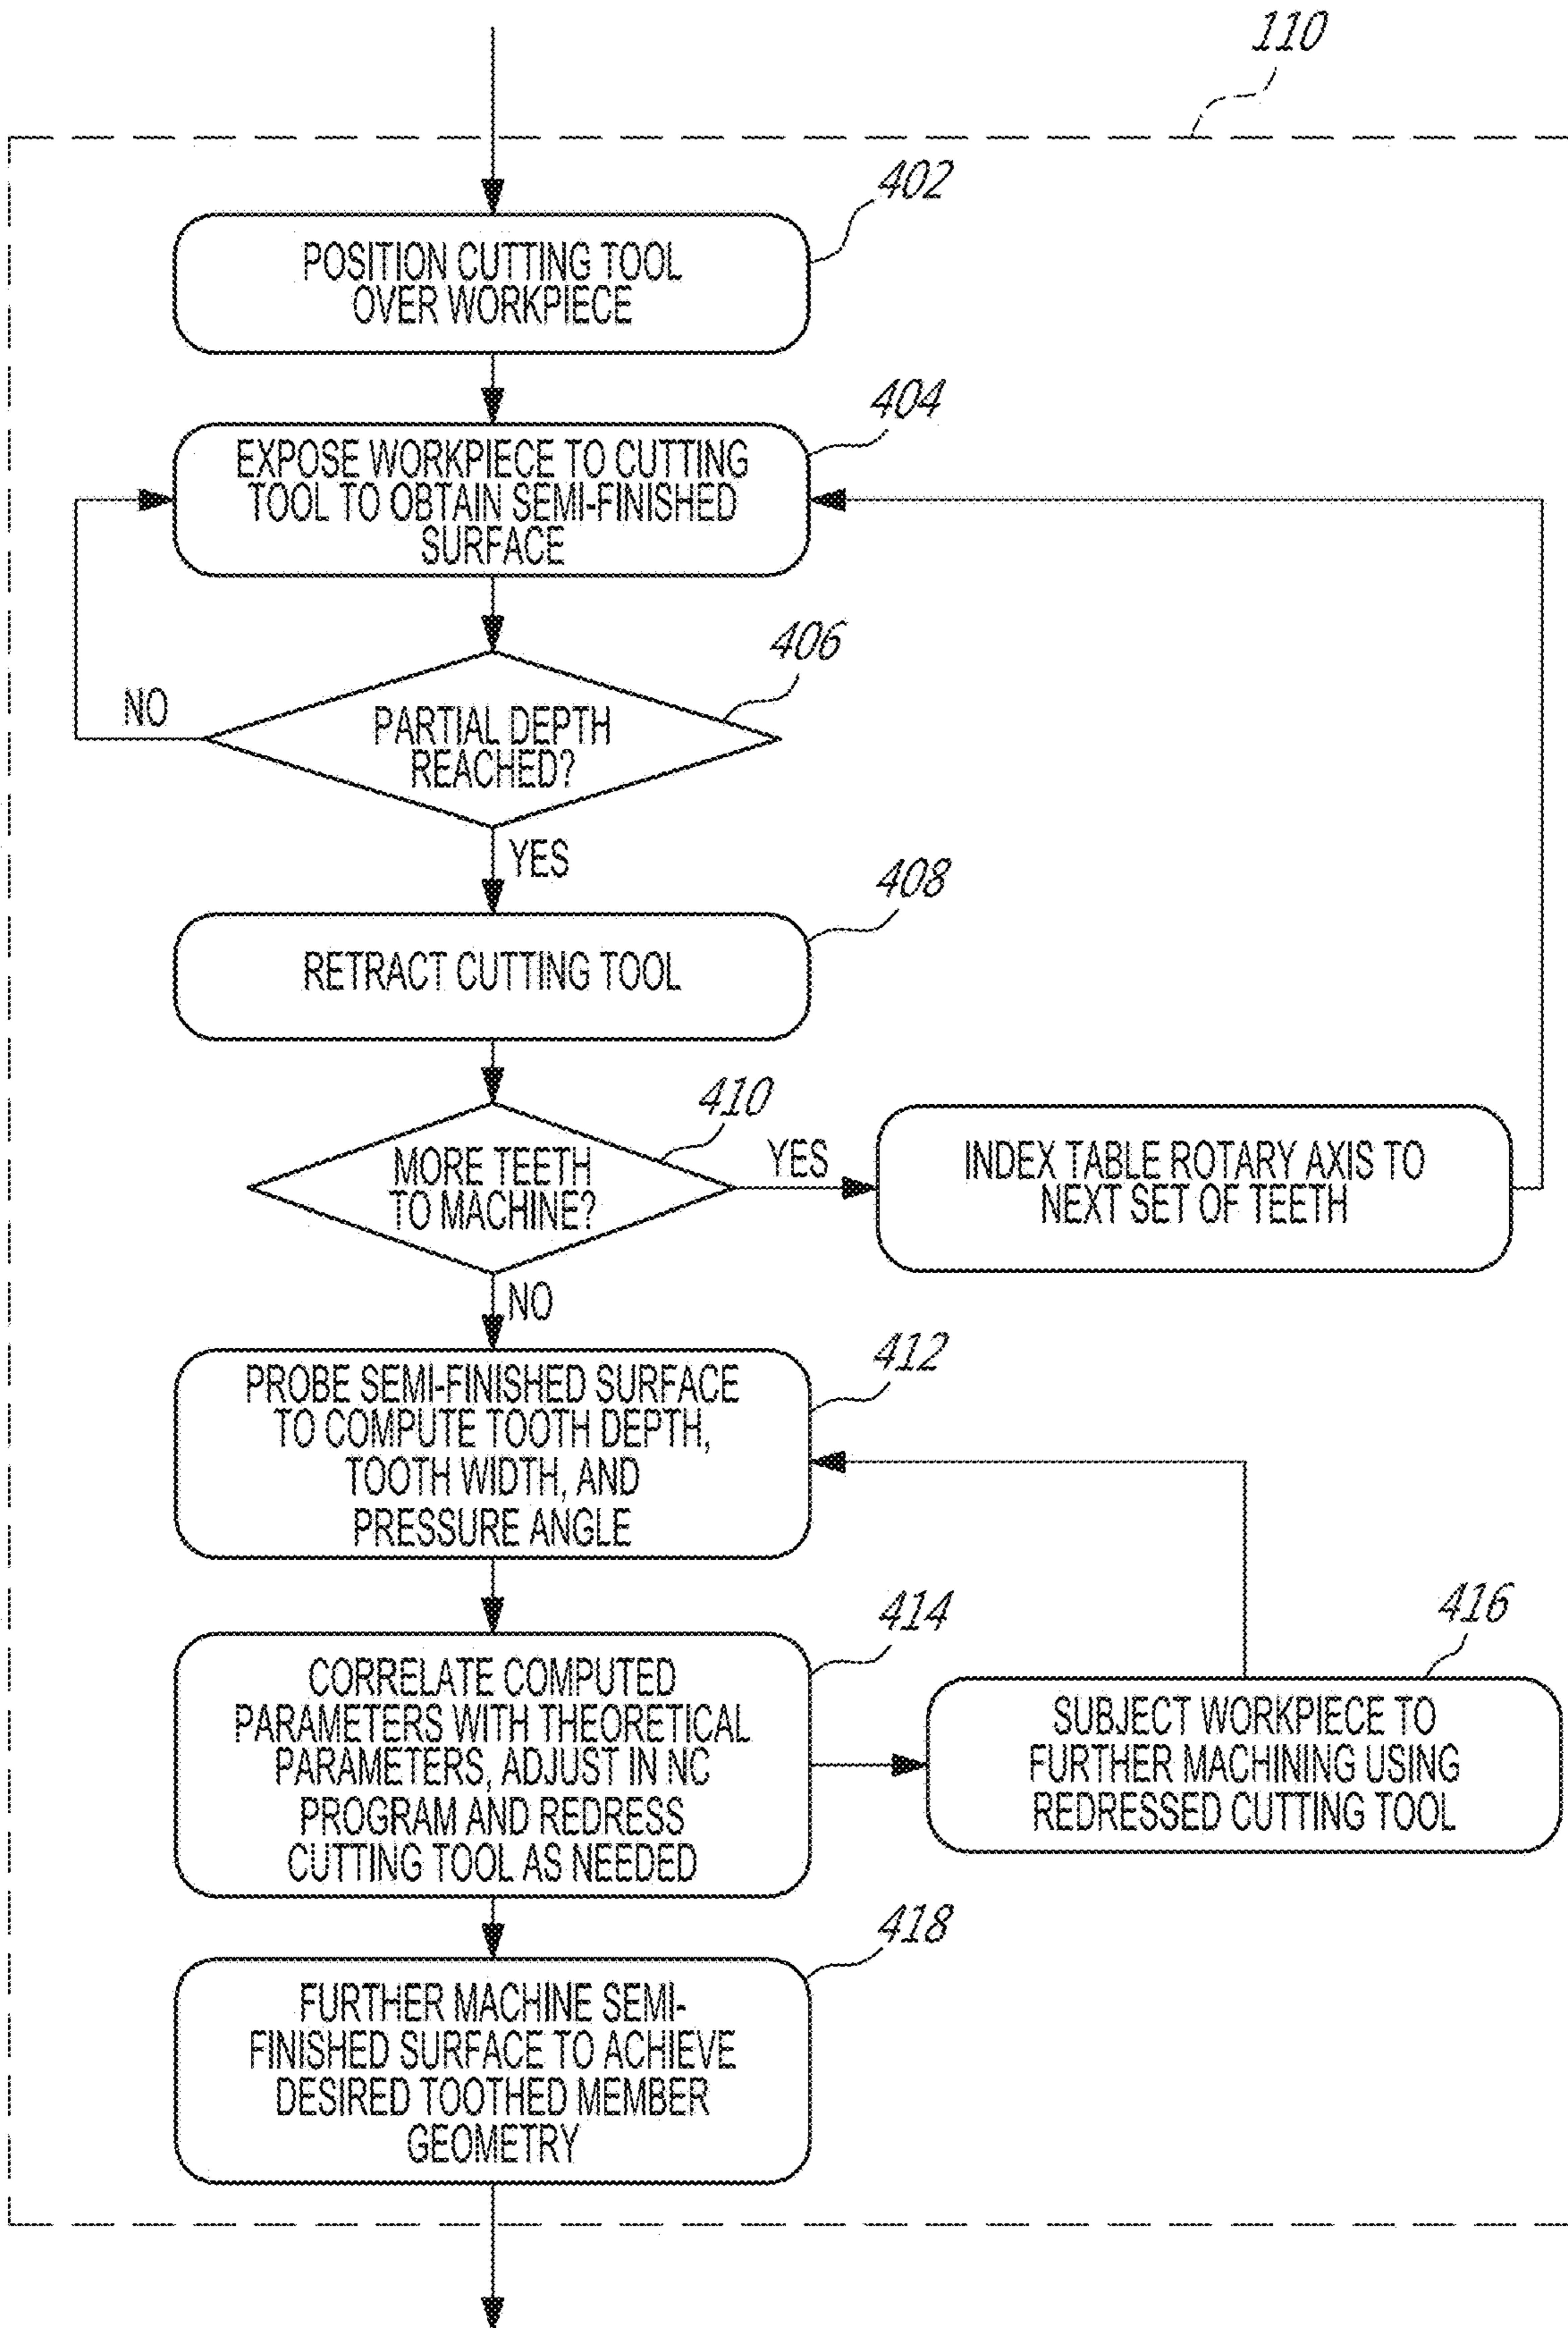 110
402
POSITION CUTTING TOOL
OVER WORKPIECE
404
EXPOSE WORKPIECE TO CUTTING
TOOL TO OBTAIN SEMI-FINISHED
SURFACE
406
NO
PARTIAL DEPTH
REACHED?
YES
408
RETRACT CUTTING TOOL
410
MORE TEETH
TO MACHINE?
YES
INDEX TABLE ROTARY AXIS TO
NEXT SET OF TEETH
NO
412
PROBE SEMI-FINISHED SURFACE
TO COMPUTE TOOTH DEPTH,
TOOTH WIDTH, AND
PRESSURE ANGLE
414
CORRELATE COMPUTED
PARAMETERS WITH THEORETICAL
PARAMETERS, ADJUST IN NC
PROGRAM AND REDRESS
CUTTING TOOL AS NEEDED
416
SUBJECT WORKPIECE TO
FURTHER MACHINING USING
REDRESSED CUTTING TOOL
418
FURTHER MACHINE SEMI-
FINISHED SURFACE TO ACHIEVE
DESIRED TOOTHED MEMBER
GEOMETRY